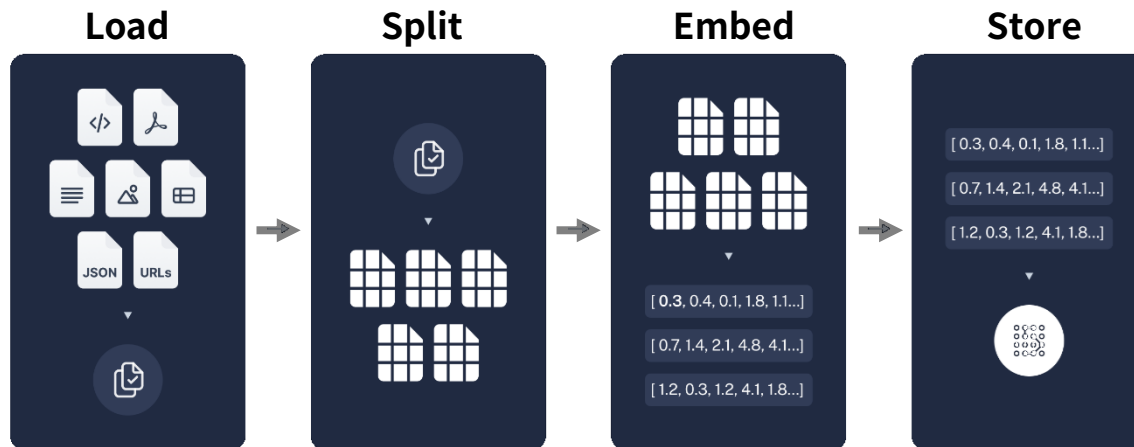 Load
Split
Embed
Store
JSON
URLs
[ 0.3, 0.4, 0.1, 1.8, 1.1...]
[ 0.7, 1.4, 2.1, 4.8, 4.1...]
[ 1.2, 0.3, 1.2, 4.1, 1.8...]
[ 0.3, 0.4, 0.1, 1.8, 1.1...]
[ 0.7, 1.4, 2.1, 4.8, 4.1...]
[ 1.2, 0.3, 1.2, 4.1, 1.8...]